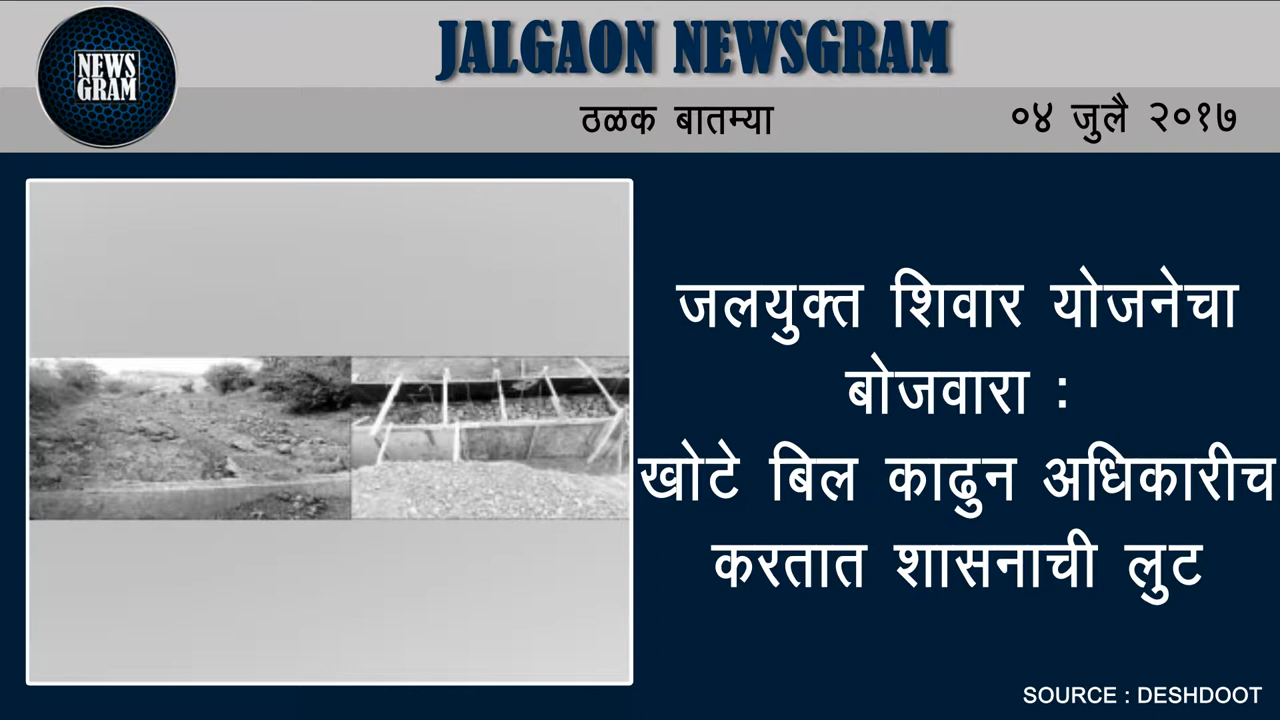 NEWS
GRAM
JALGAON NEWSGRAM
ठळक बातम्या
०४ जुलै २०१७
जलयुक्त शिवार योजनेचा
बोजवारा :
खोटे बिल काढुन अधिकारीच
करतात शासनाची लुट
SOURCE : DESHDOOT